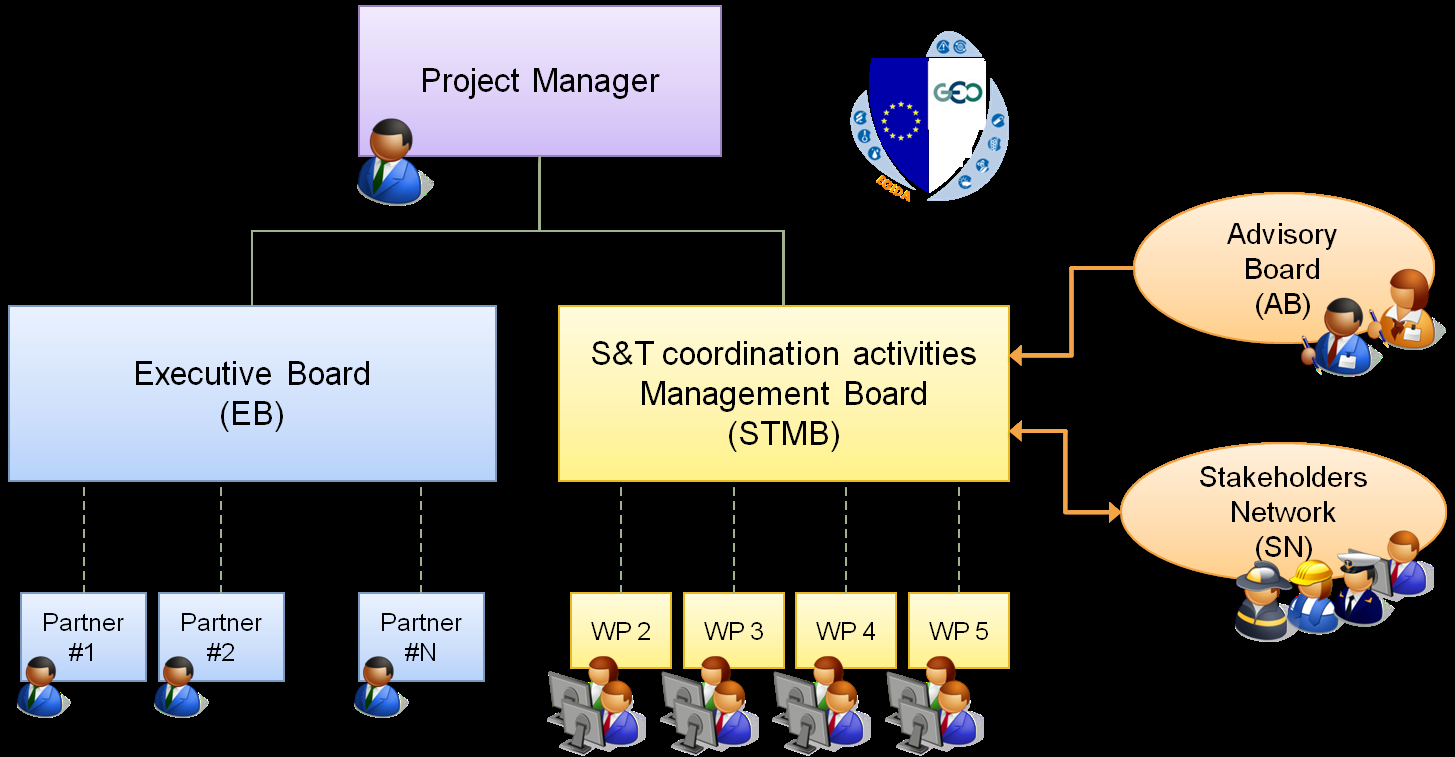 Project Manager
GEO
Advisory
Board
(AB)
Executive Board
(EB)
S&T coordination activities
Management Board
(STMB)
Stakeholders
Network
(SN)
Partner
#1
Partner
#2
Partner
#N
WP 2
WP 3
WP 4
WP 5